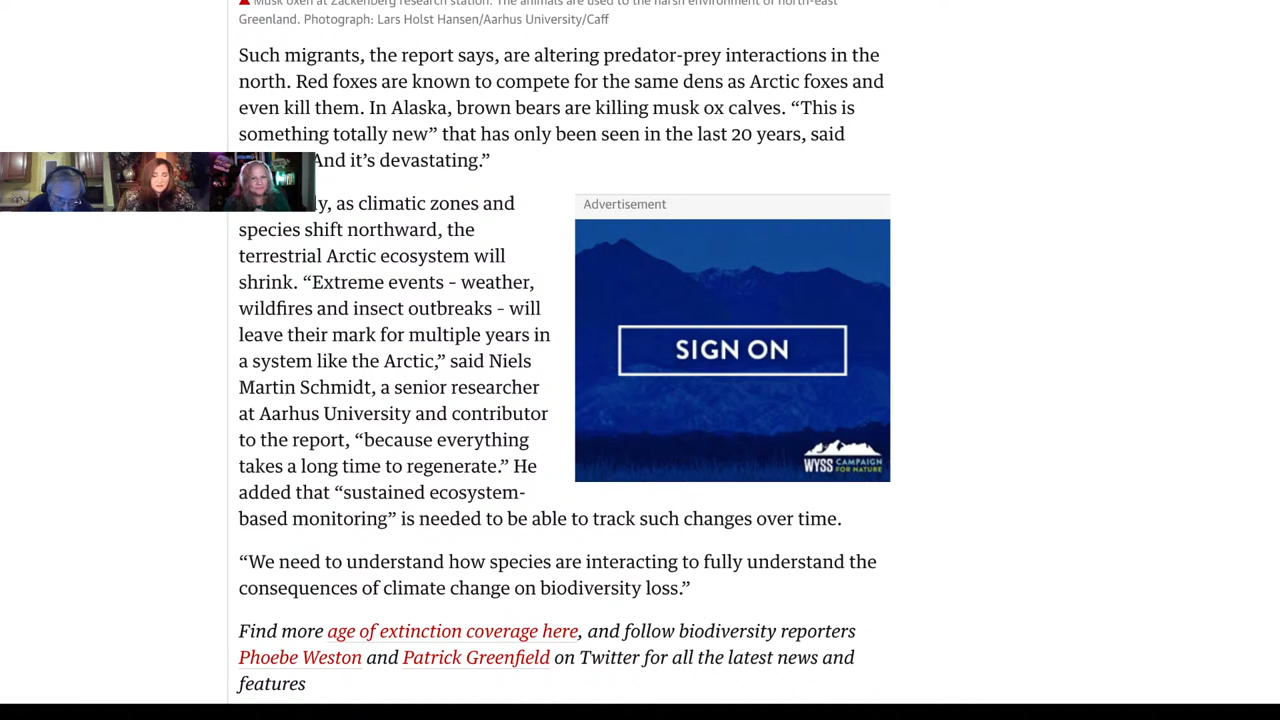 Musk oxen at Zackenberg research station. The animals are used to the harsh environment of north-east
Greenland. Photograph: Lars Holst Hansen/Aarhus University/Caff
Such migrants, the report says, are altering predator-prey interactions in the
north. Red foxes are known to compete for the same dens as Arctic foxes and
even kill them. In Alaska, brown bears are killing musk ox calves. “This is
something totally new” that has only been seen in the last 20 years, said
And it’s devastating.”
as climatic zones and
species shift northward, the
terrestrial Arctic ecosystem will
shrink. “Extreme events – weather,
wildfires and insect outbreaks – will
leave their mark for multiple years in
a system like the Arctic,” said Niels
Martin Schmidt, a senior researcher
at Aarhus University and contributor
to the report, “because everything
takes a long time to regenerate.” He
added that “sustained ecosystem-
based monitoring” is needed to be able to track such changes over time.
Advertisement
SIGN ON
WYSS CAMPAIGN
FOR NATURE
“We need to understand how species are interacting to fully understand the
consequences of climate change on biodiversity loss.”
Find more age of extinction coverage here, and follow biodiversity reporters
Phoebe Weston and Patrick Greenfield on Twitter for all the latest news and
features